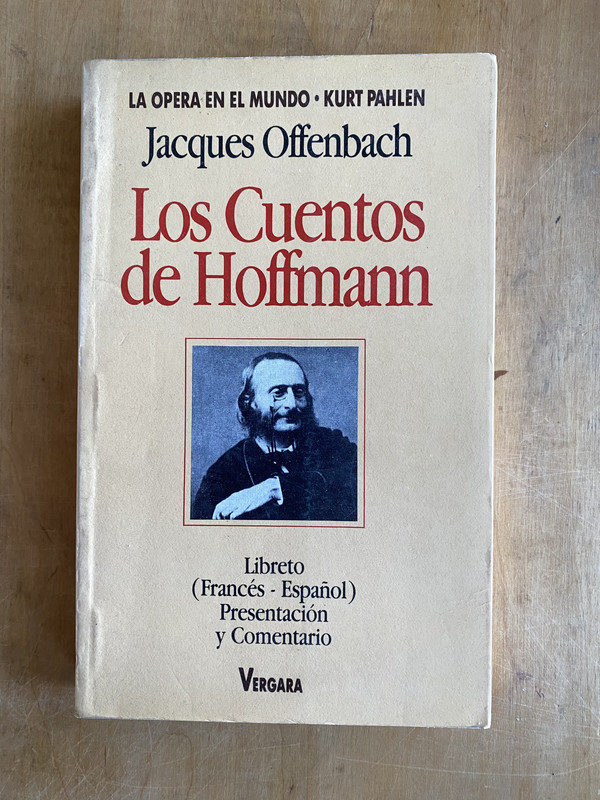 LA OPERA EN EL MUNDO • KURT PAHLEN
Jacques Offenbach
Los Cuentos
de Hoffmann
Libreto
(Francés - Español)
Presentación
y Comentario
VERGARA